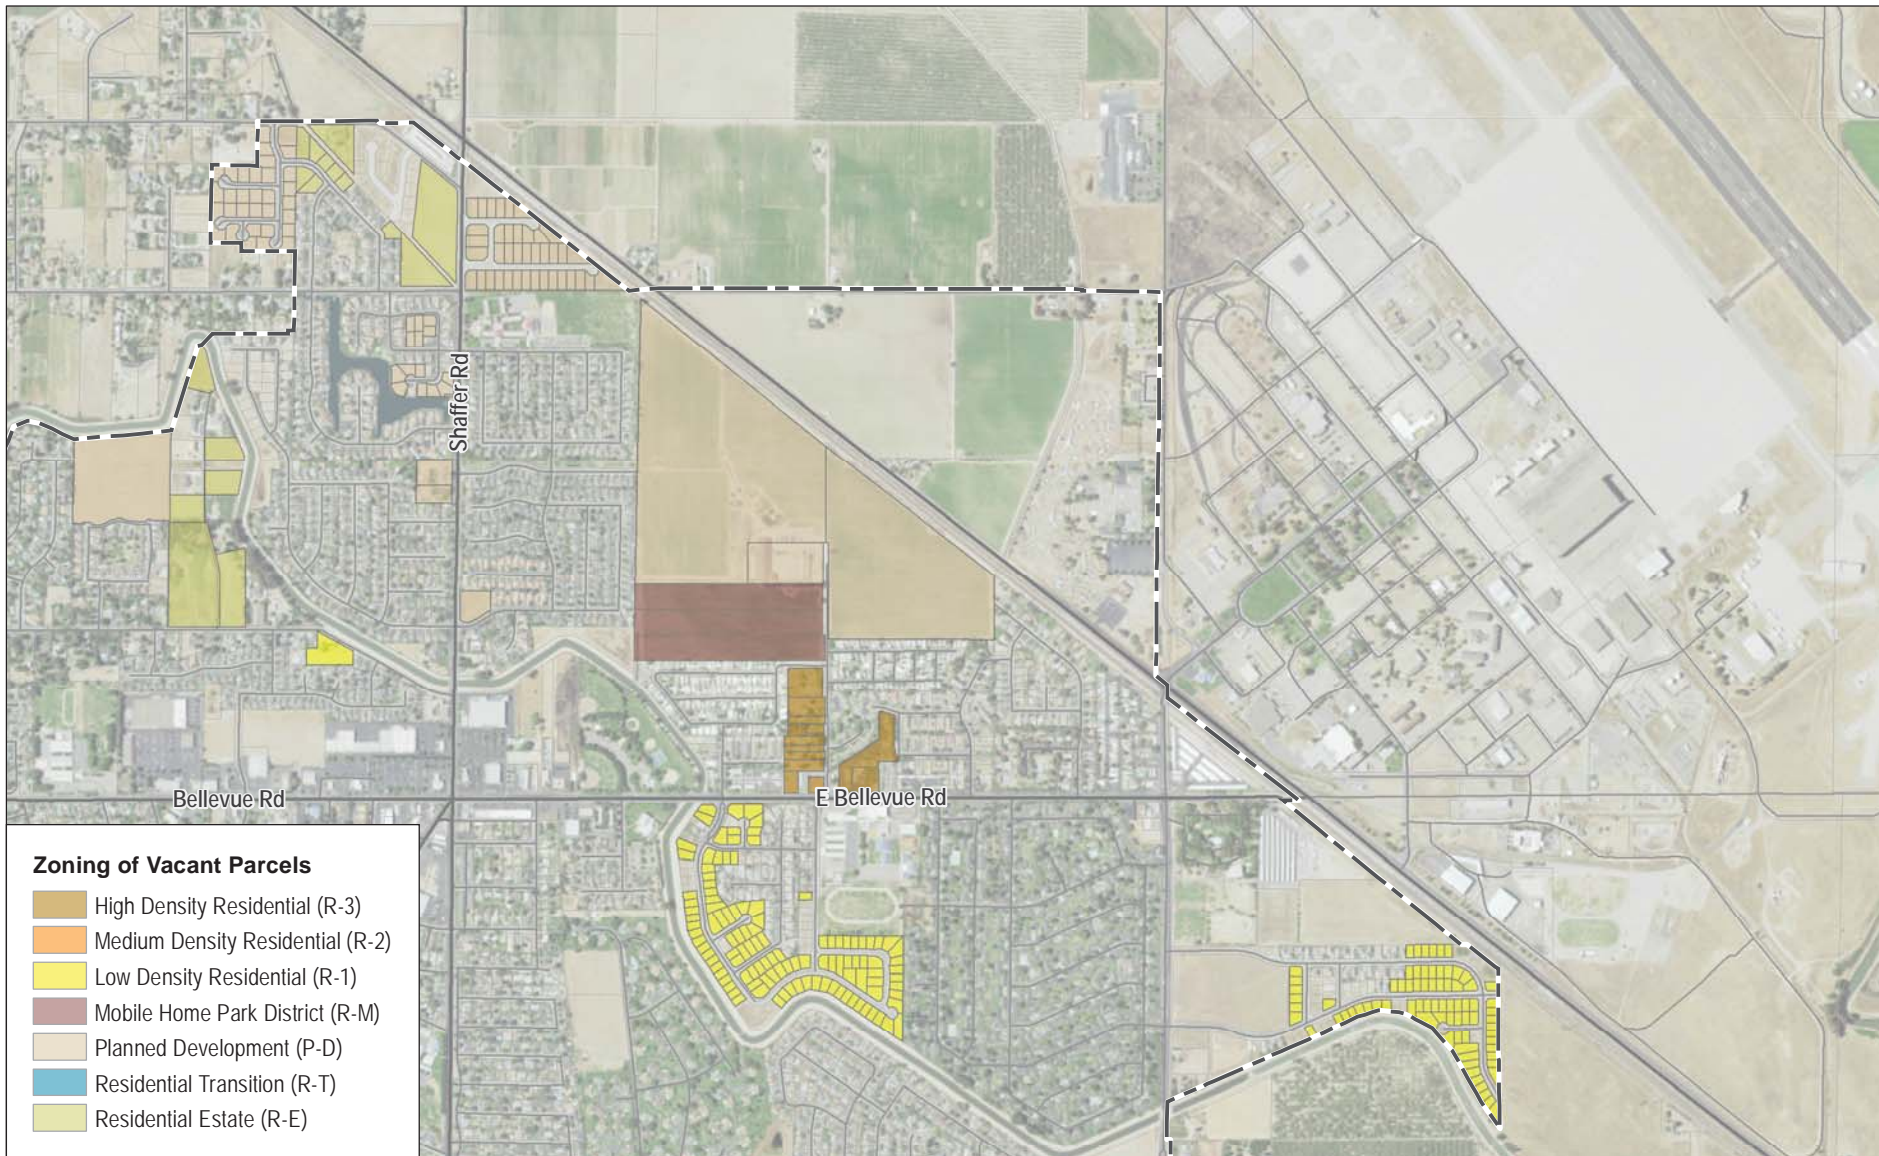 Shaffer Rd
Bellevue Rd
E Bellevue Rd
Zoning of Vacant Parcels
High Density Residential (R-3)
Medium Density Residential (R-2)
Low Density Residential (R-1)
Mobile Home Park District (R-M)
Planned Development (P-D)
Residential Transition (R-T)
Residential Estate (R-E)